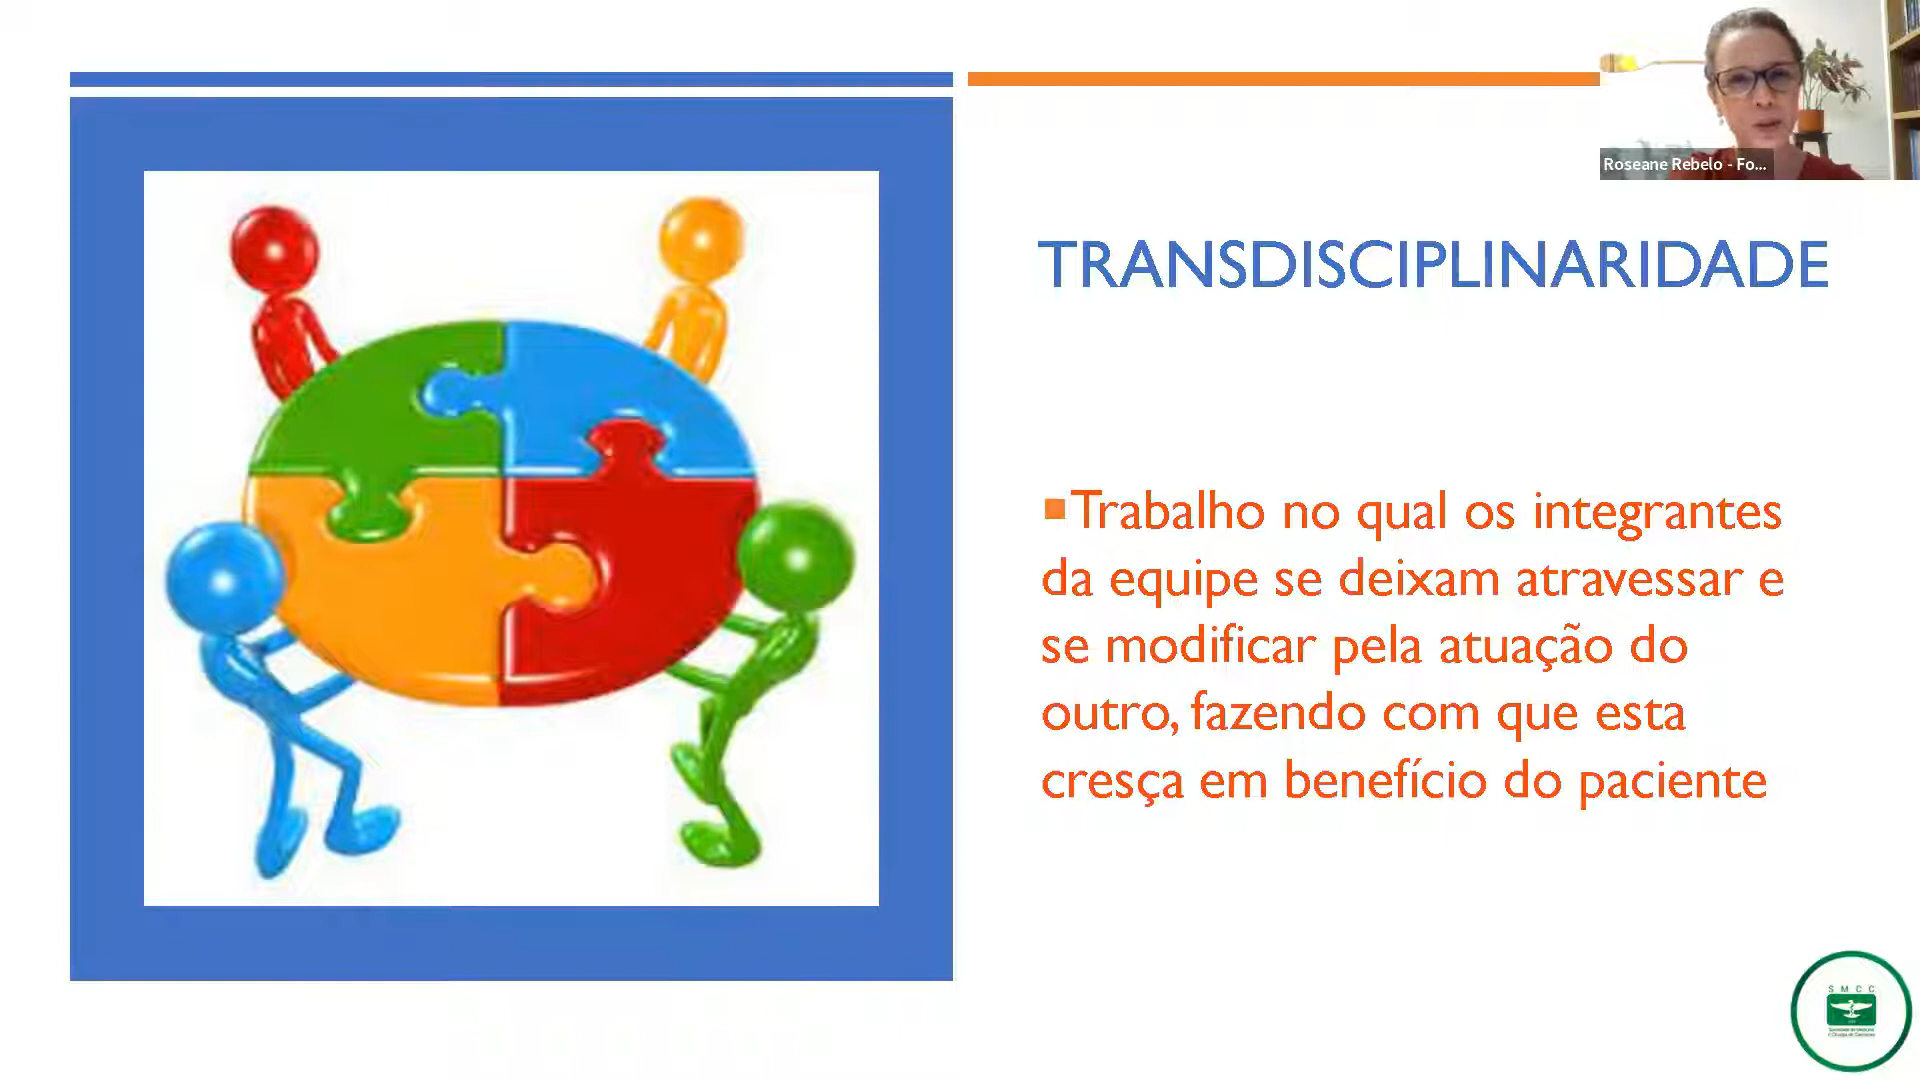 Roseane Rebelo - Fo...
TRANSDISCIPLINARIDADE
Trabalho no qual os integrantes
da equipe se deixam atravessar e
se modificar pela atuação do
outro, fazendo com que esta
cresça em benefício do paciente
S M C C